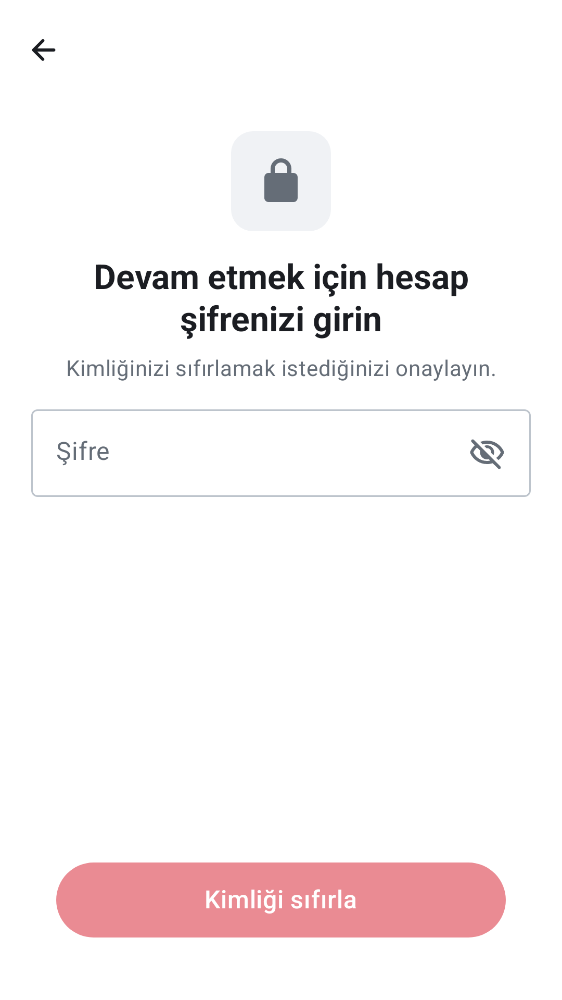 Devam etmek için hesap
şifrenizi girin
Kimliğinizi sıfırlamak istediğinizi onaylayın.
Şifre
Kimliği sıfırla